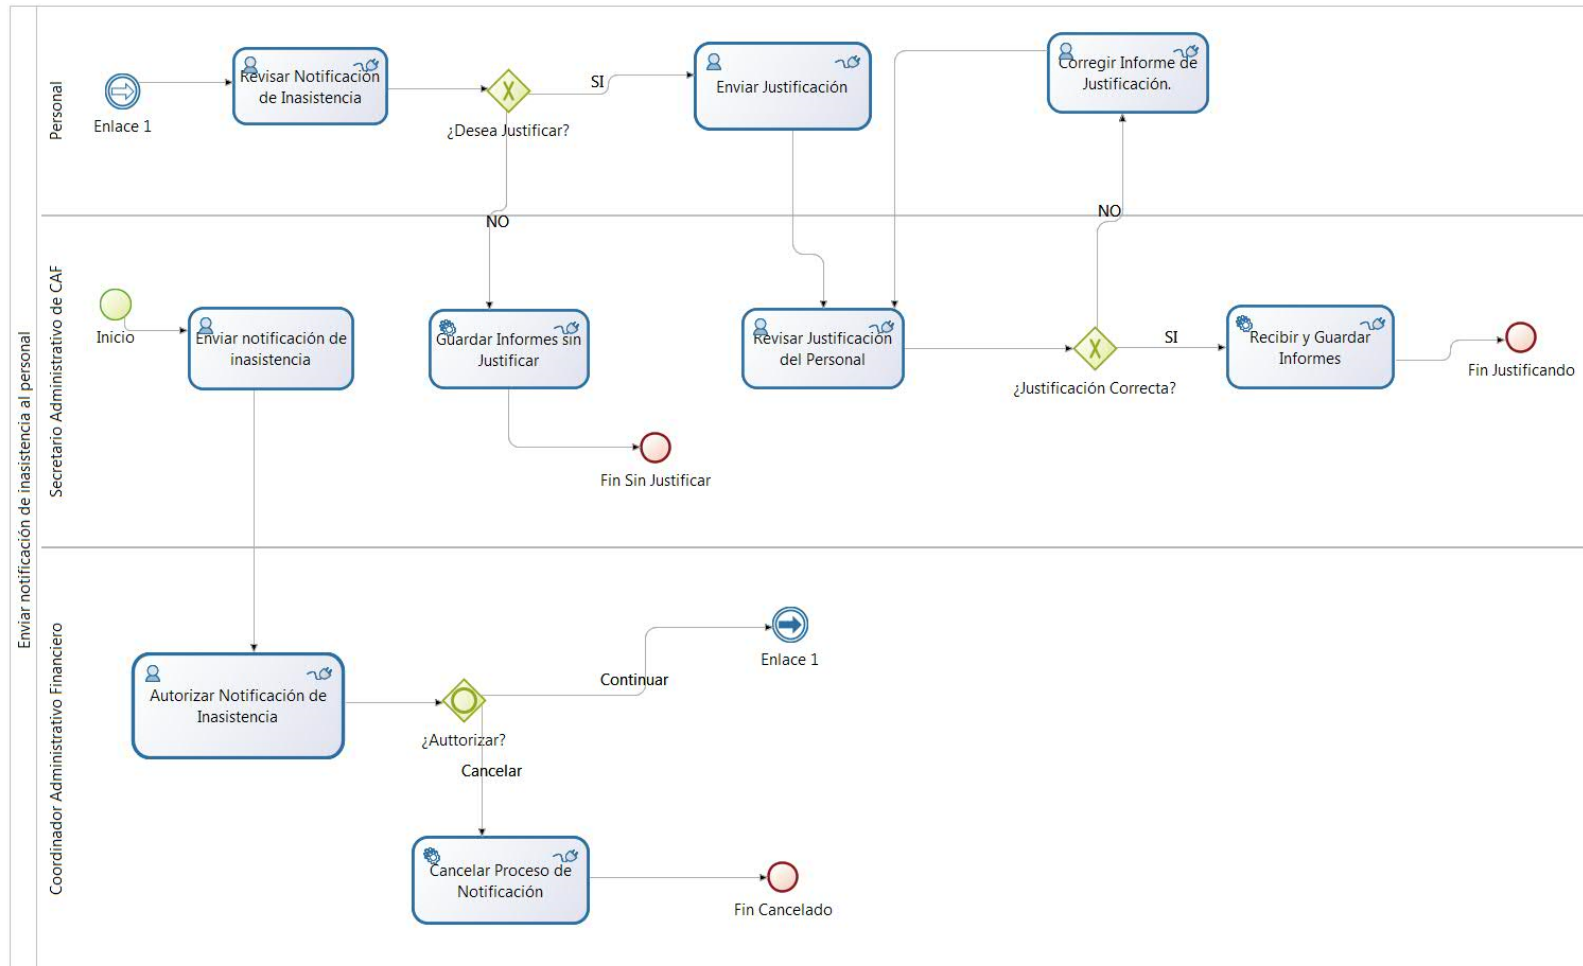 Enviar notificación de inasistencia al personal
Personal
Enlace 1
Revisar Notificación
de Inasistencia
¿Desea Justificar?
SI
NO
Enviar Justificación
Corregir Informe de
Justificación.
NO
Secretario Administrativo de CAF
Inicio
Enviar notificación de
inasistencia
Guardar Informes sin
Justificar
Fin Sin Justificar
Revisar Justificación
del Personal
¿Justificación Correcta?
SI
Recibir y Guardar
Informes
Fin Justificando
Coordinador Administrativo Financiero
Autorizar Notificación de
Inasistencia
¿Auttorizar?
Continuar
Enlace 1
Cancelar
Cancelar Proceso de
Notificación
Fin Cancelado